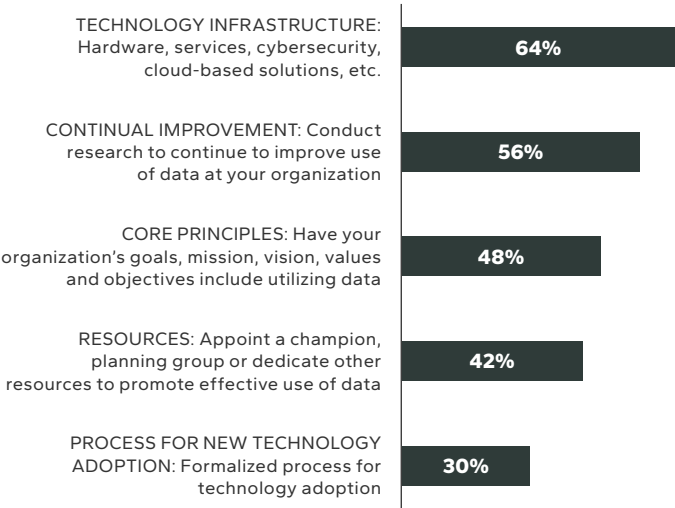 TECHNOLOGY INFRASTRUCTURE:
Hardware, services, cybersecurity,
cloud-based solutions, etc.
64%
CONTINUAL IMPROVEMENT: Conduct
research to continue to improve use
of data at your organization
56%
CORE PRINCIPLES: Have your
organization’s goals, mission, vision, values
and objectives include utilizing data
48%
RESOURCES: Appoint a champion,
planning group or dedicate other
resources to promote effective use of data
42%
PROCESS FOR NEW TECHNOLOGY
ADOPTION: Formalized process for
technology adoption
30%